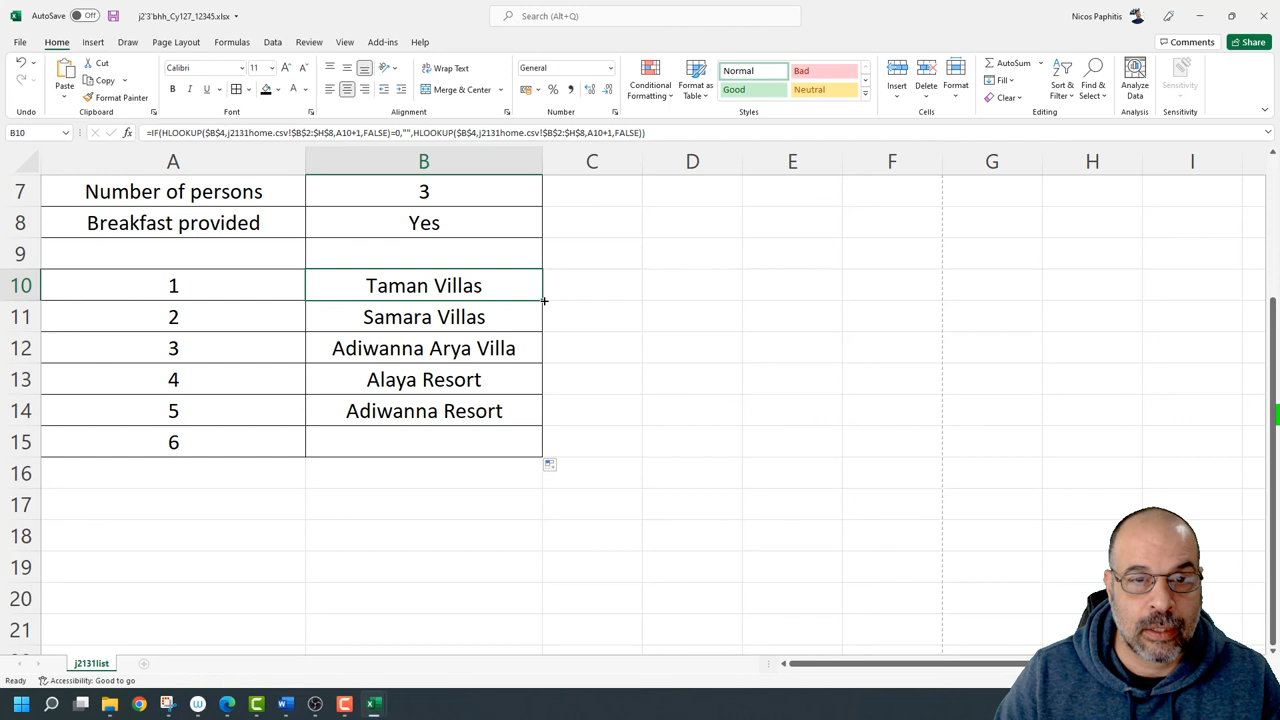 AutoSave Off j2'3'bhh_Cy127_12345.xlsx Search (Alt+Q) Nicos Paphitis
File Home Insert Draw Page Layout Formulas Data Review View Add-ins Help Comments Share
Paste Cut Copy Format Painter
Calibri 11
Wrap Text
Merge & Center
General
Conditional Formatting Format as Table
Normal Bad
Good Neutral
Insert Delete Format
AutoSum
Fill
Clear
Sort & Filter Find & Select
Analyze Data
Sensitivity
Undo Clipboard Font Alignment Number Styles Cells Editing Analysis Sensitivity
B10 =IF(HLOOKUP($B$4,j2131home.csv!$B$2:$H$8,A10+1,FALSE)=0,"",HLOOKUP($B$4,j2131home.csv!$B$2:$H$8,A10+1,FALSE))
A B C D E F G H I
7 Number of persons 3
8 Breakfast provided Yes
9
10 1 Taman Villas
11 2 Samara Villas
12 3 Adiwanna Arya Villa
13 4 Alaya Resort
14 5 Adiwanna Resort
15 6
16
17
18
19
20
21
j2131list
Ready Accessibility: Good to go